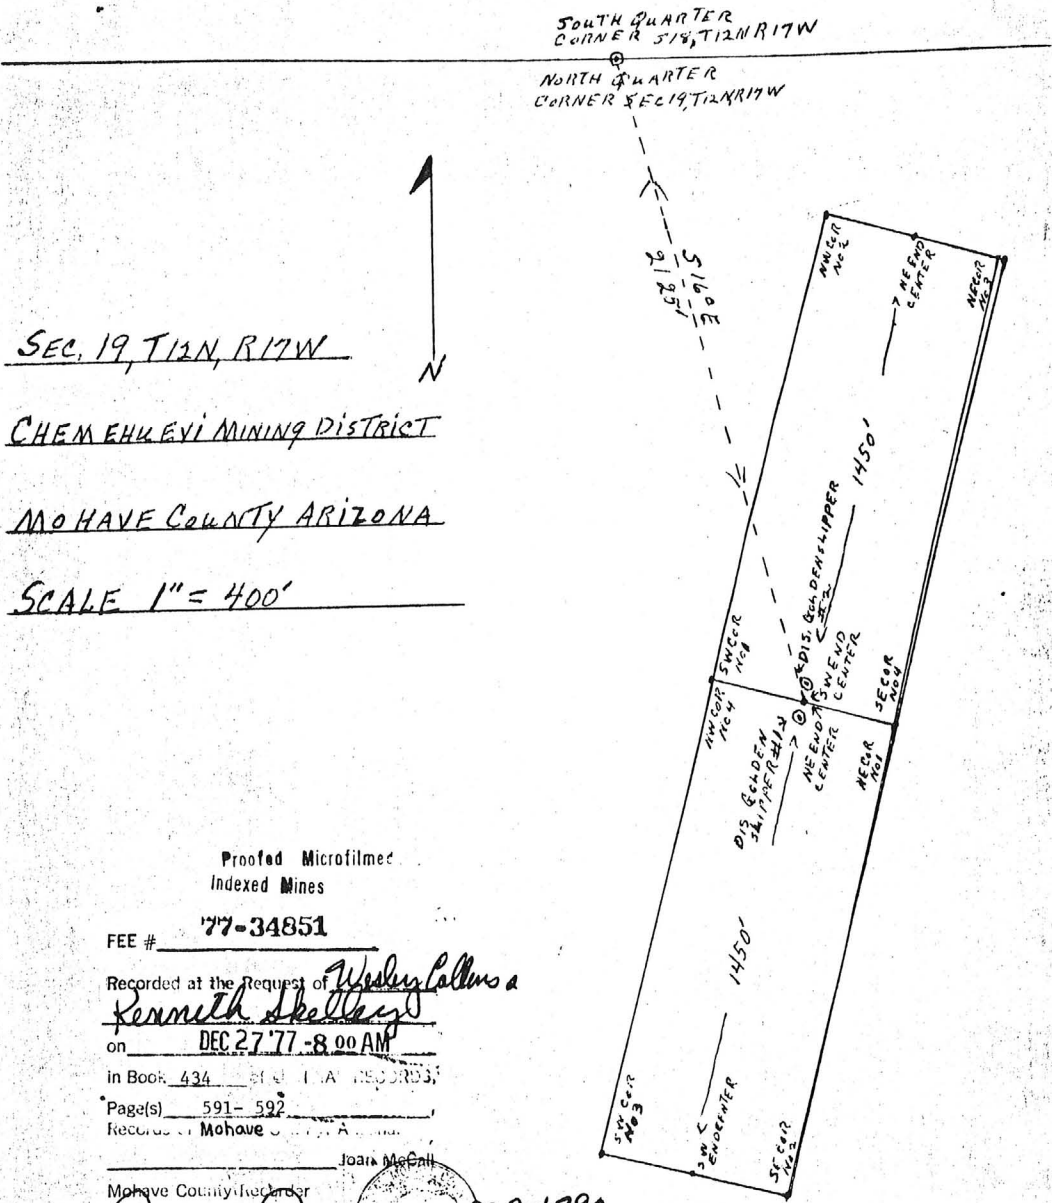 SOUTH QUARTER
CORNER S18, T12N R17W
NORTH QUARTER
CORNER SEC 19, T12N, R17W
S16°E
2125'
N
SEC. 19, T12N, R17W
CHEMEHUEVI MINING DISTRICT
MOHAVE COUNTY ARIZONA
SCALE 1" = 400'
NW COR
No 2
NE END
CENTER
NE COR
No 3
1450'
DIS. GOLDEN SLIPPER
#2
SW COR
No 1
SW END
CENTER
SE COR
No 4
NW COR
No 4
DIS GOLDEN
SLIPPER #1
NE END
CENTER
NE COR
No 1
1450'
SW COR
No 3
SW
END CENTER
SE COR
No 2
Proofed Microfilmed
Indexed Mines
FEE # 77-34851
Recorded at the Request of Wesley Collins &
Kenneth Skelley
on DEC 27 '77 - 8 00 AM
in Book 434 RECORDS,
Page(s) 591- 592
Records Mohave
Joan McCall
Mohave County Recorder